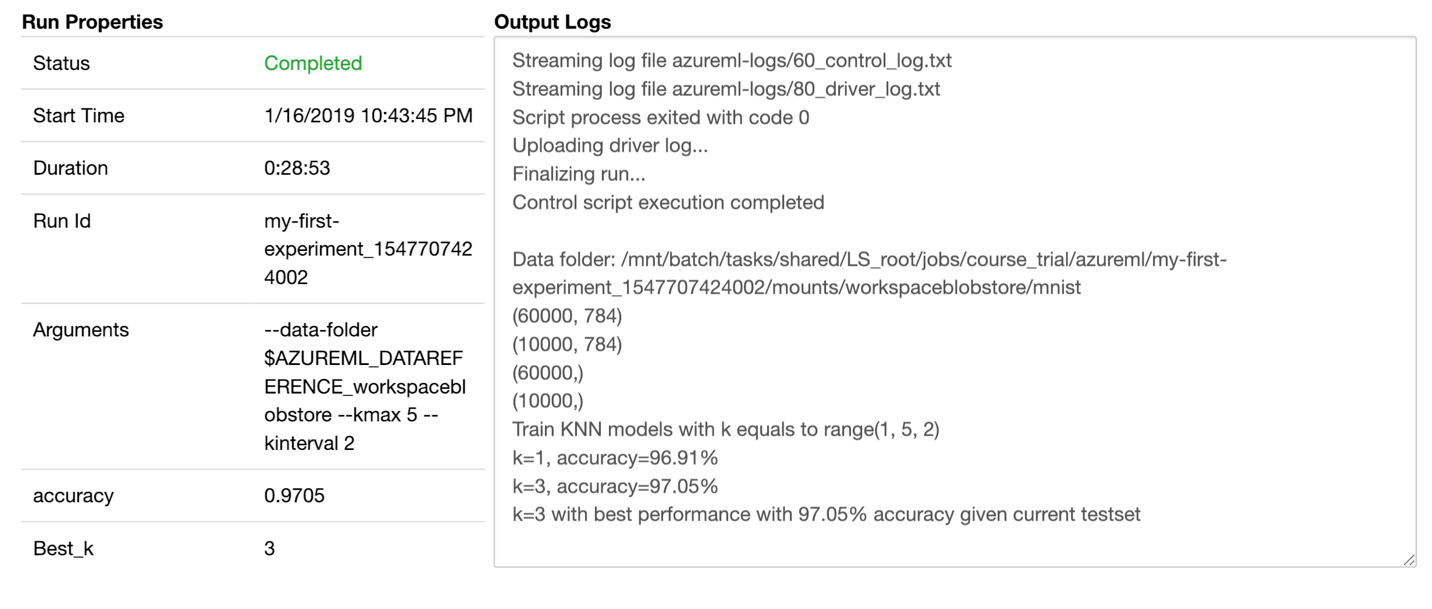 Run Properties
Status Completed
Start Time 1/16/2019 10:43:45 PM
Duration 0:28:53
Run Id my-first-
experiment_154770742
4002
Arguments --data-folder
$AZUREML_DATAREF
ERENCE_workspacebl
obstore --kmax 5 --
kinterval 2
accuracy 0.9705
Best_k 3
Output Logs
Streaming log file azureml-logs/60_control_log.txt
Streaming log file azureml-logs/80_driver_log.txt
Script process exited with code 0
Uploading driver log...
Finalizing run...
Control script execution completed
Data folder: /mnt/batch/tasks/shared/LS_root/jobs/course_trial/azureml/my-first-
experiment_1547707424002/mounts/workspaceblobstore/mnist
(60000, 784)
(10000, 784)
(60000,)
(10000,)
Train KNN models with k equals to range(1, 5, 2)
k=1, accuracy=96.91%
k=3, accuracy=97.05%
k=3 with best performance with 97.05% accuracy given current testset